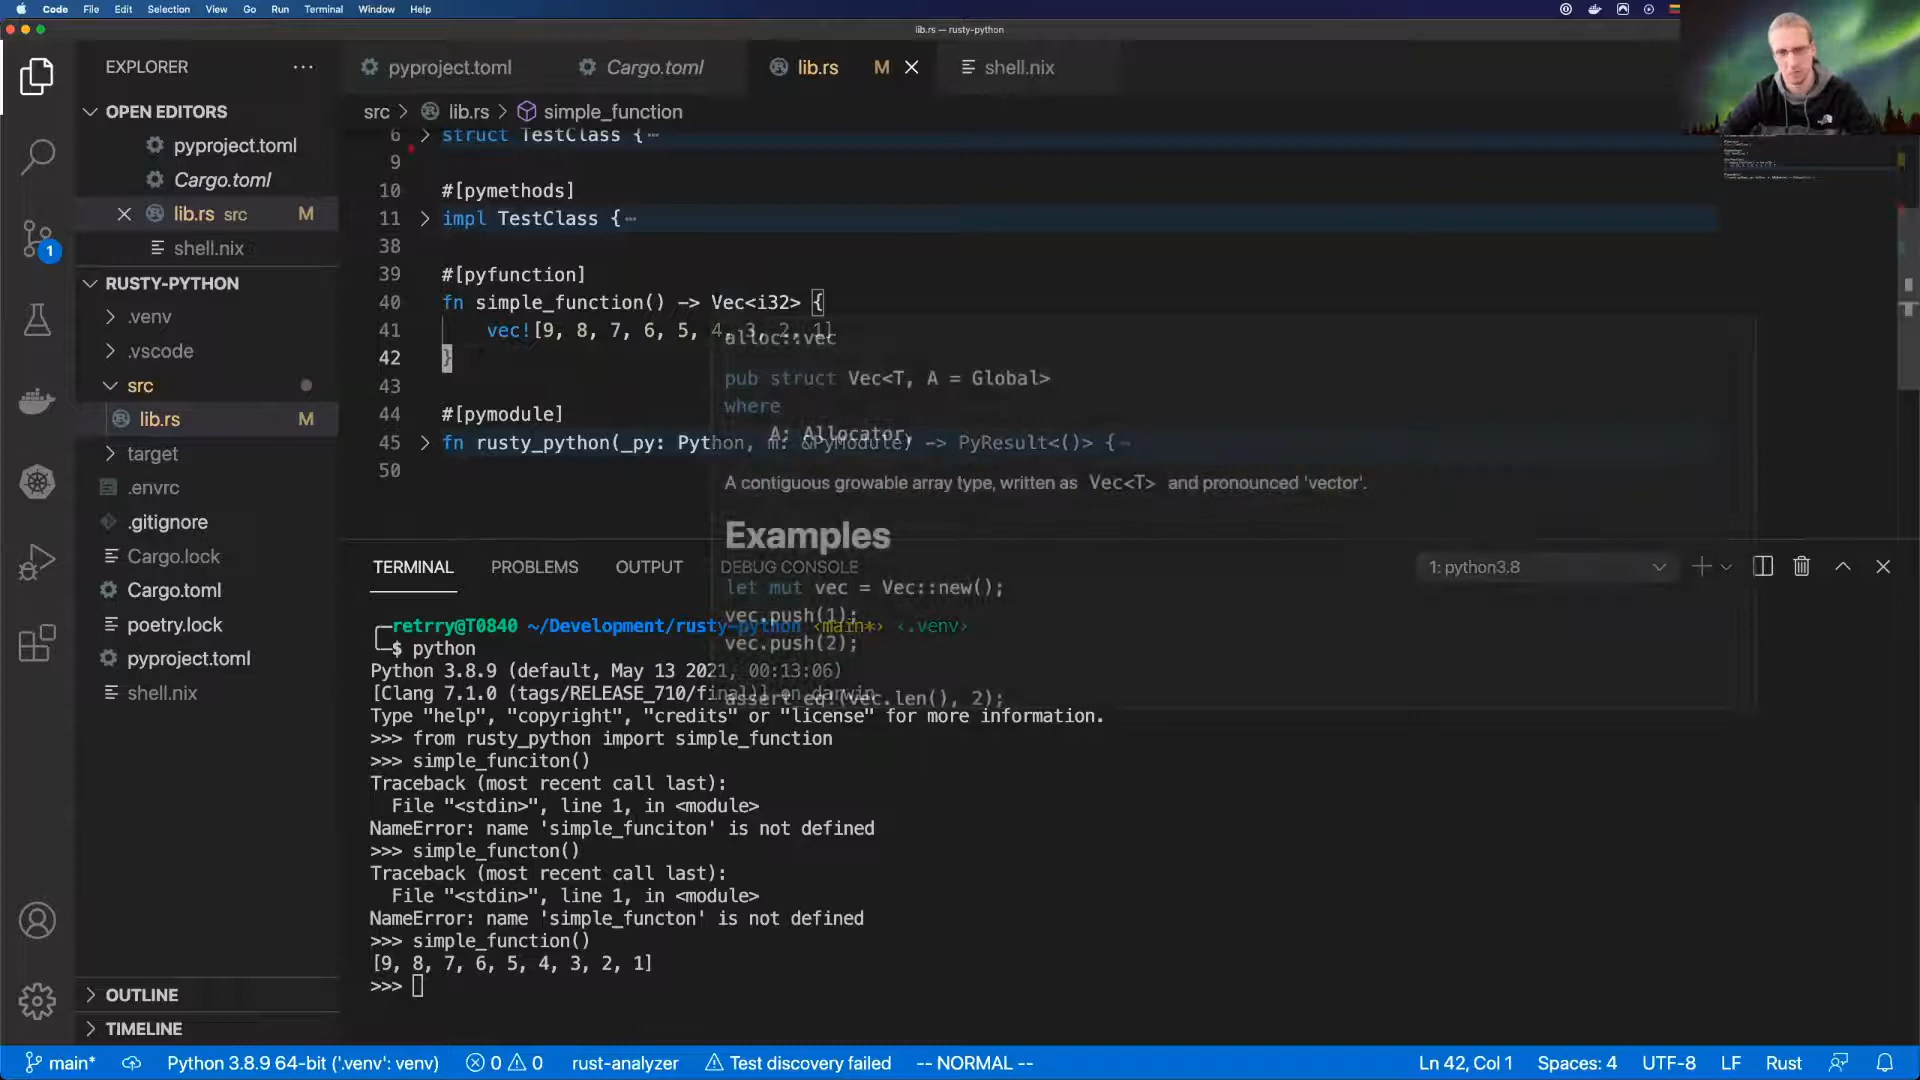 Code File Edit Selection View Go Run Terminal Window Help
lib.rs — rusty-python
EXPLORER
OPEN EDITORS
pyproject.toml
Cargo.toml
lib.rs src M
shell.nix
RUSTY-PYTHON
.venv
.vscode
src
lib.rs M
target
.envrc
.gitignore
Cargo.lock
Cargo.toml
poetry.lock
pyproject.toml
shell.nix
OUTLINE
TIMELINE
1
pyproject.toml Cargo.toml lib.rs M shell.nix
src lib.rs simple_function
6 struct TestClass {
9
10 #[pymethods]
11 impl TestClass {
38
39 #[pyfunction]
40 fn simple_function() -> Vec<i32> {
41 vec![9, 8, 7, 6, 5, 4, 3, 2, 1]
42 }
43
44 #[pymodule]
45 fn rusty_python(_py: Python, m: &PyModule) -> PyResult<()> {
50
alloc::vec
pub struct Vec<T, A = Global>
where
A: Allocator,
A contiguous growable array type, written as Vec<T> and pronounced 'vector'.
Examples
let mut vec = Vec::new();
vec.push(1);
vec.push(2);
assert_eq!(vec.len(), 2);
TERMINAL PROBLEMS OUTPUT DEBUG CONSOLE 1: python3.8
retrry@T0840 ~/Development/rusty-python <main*> <.venv>
$ python
Python 3.8.9 (default, May 13 2021, 00:13:06)
[Clang 7.1.0 (tags/RELEASE_710/final)] on darwin
Type "help", "copyright", "credits" or "license" for more information.
>>> from rusty_python import simple_function
>>> simple_funciton()
Traceback (most recent call last):
File "<stdin>", line 1, in <module>
NameError: name 'simple_funciton' is not defined
>>> simple_functon()
Traceback (most recent call last):
File "<stdin>", line 1, in <module>
NameError: name 'simple_functon' is not defined
>>> simple_function()
[9, 8, 7, 6, 5, 4, 3, 2, 1]
>>>
main* Python 3.8.9 64-bit ('.venv': venv) 0 0 rust-analyzer Test discovery failed -- NORMAL -- Ln 42, Col 1 Spaces: 4 UTF-8 LF Rust